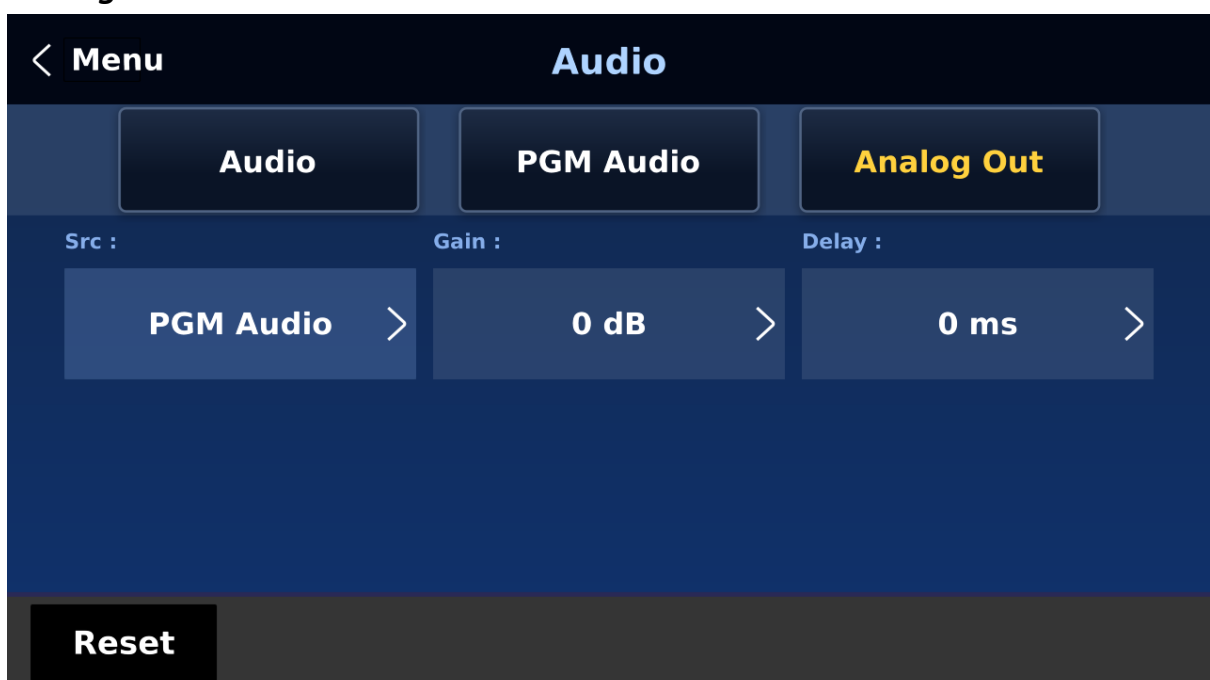 Menu
Audio
Audio
PGM Audio
Analog Out
Src :
Gain :
Delay :
PGM Audio
0 dB
0 ms
Reset